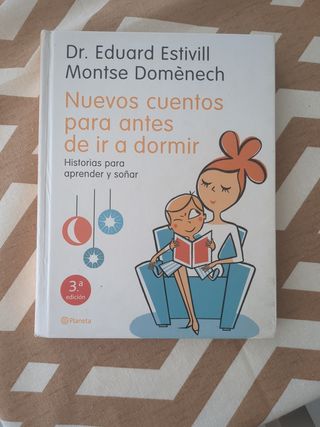 Dr. Eduard Estivill
Montse Domènech
Nuevos cuentos
para antes
de ir a dormir
Historias para
aprender y soñar
3.ª
edición
Planeta